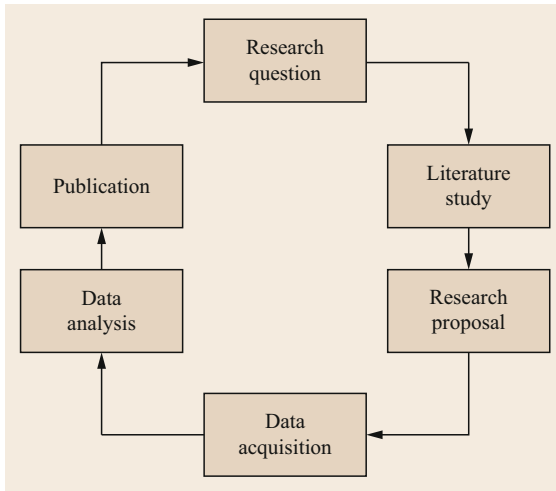 Research
question
Literature
study
Research
proposal
Data
acquisition
Data
analysis
Publication